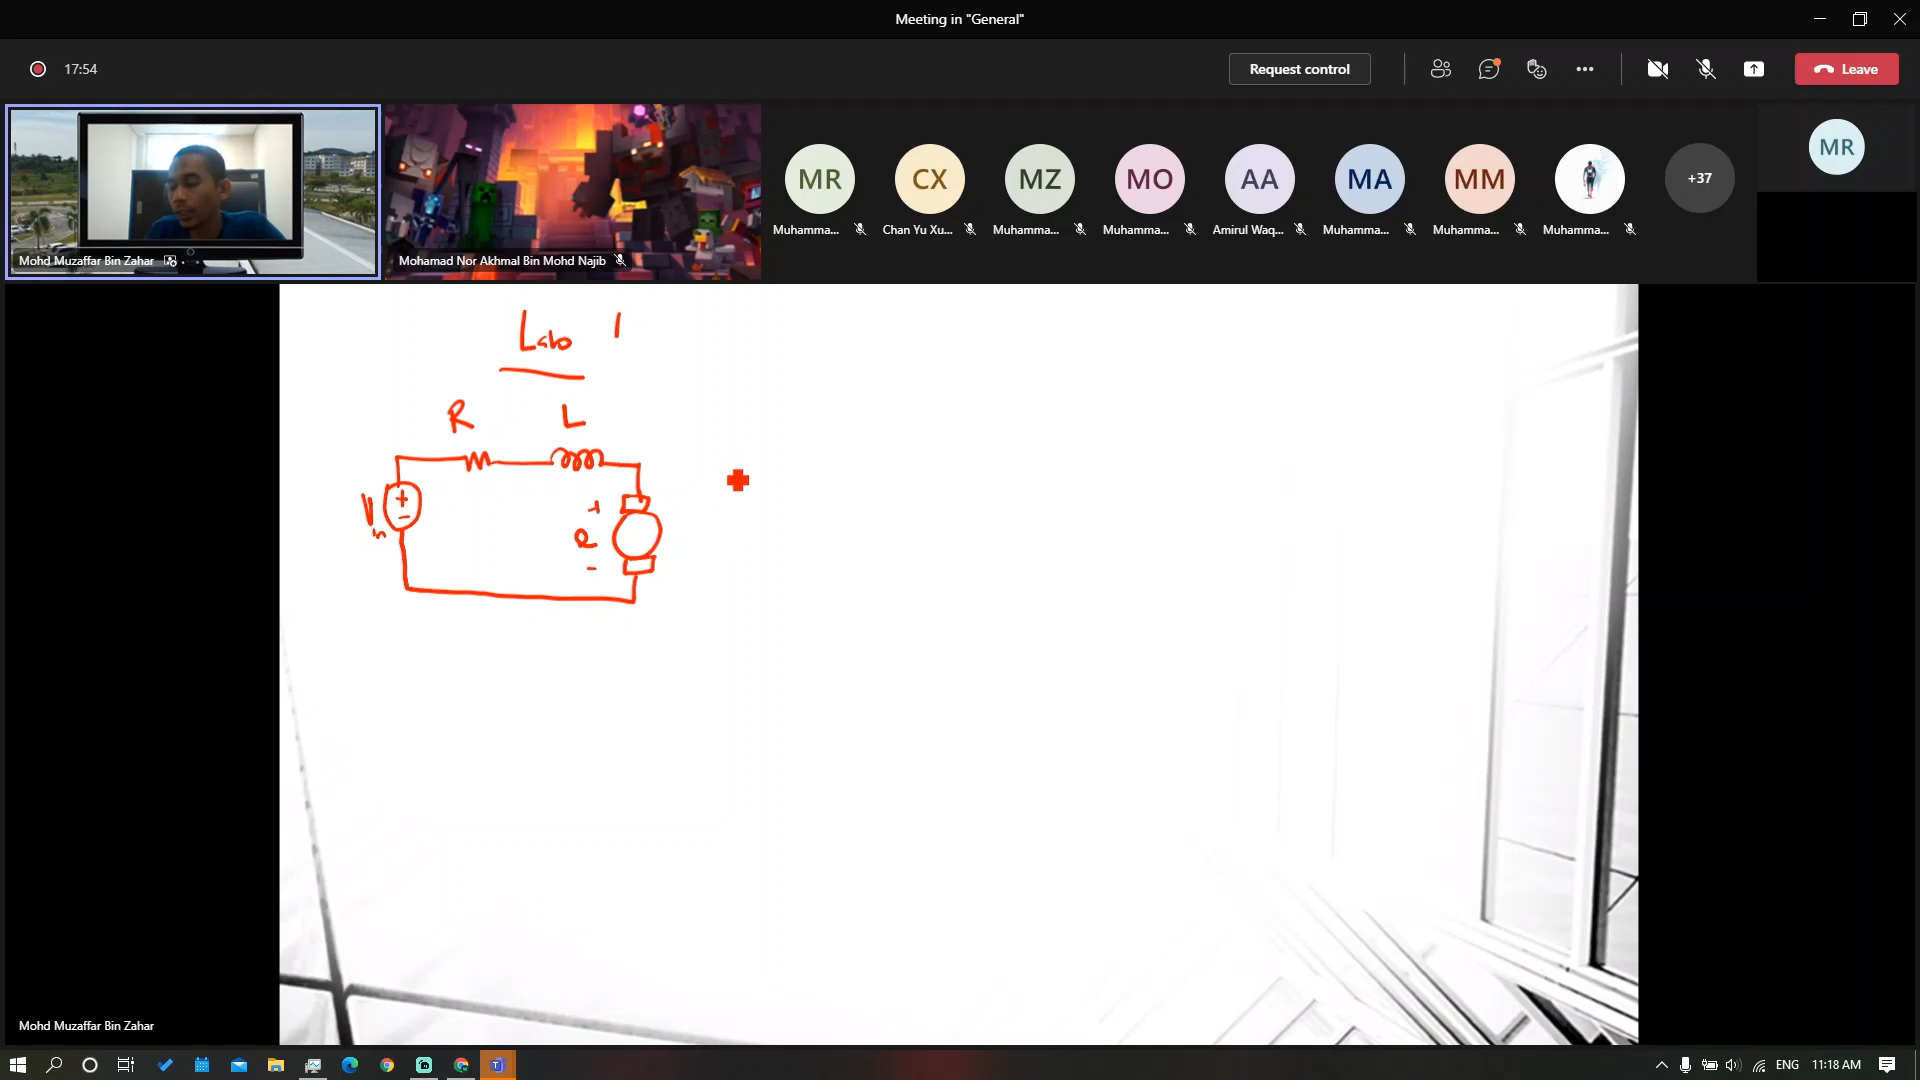 Meeting in "General"
17:54
Request control
Leave
Mohd Muzaffar Bin Zahar
Mohamad Nor Akhmal Bin Mohd Najib
MR
Muhamma...
CX
Chan Yu Xu...
MZ
Muhamma...
MO
Muhamma...
AA
Amirul Waq...
MA
Muhamma...
MM
Muhamma...
Muhamma...
+37
MR
Lab 1
R L
Vin
+
-
+
e
-
Mohd Muzaffar Bin Zahar
ENG
11:18 AM